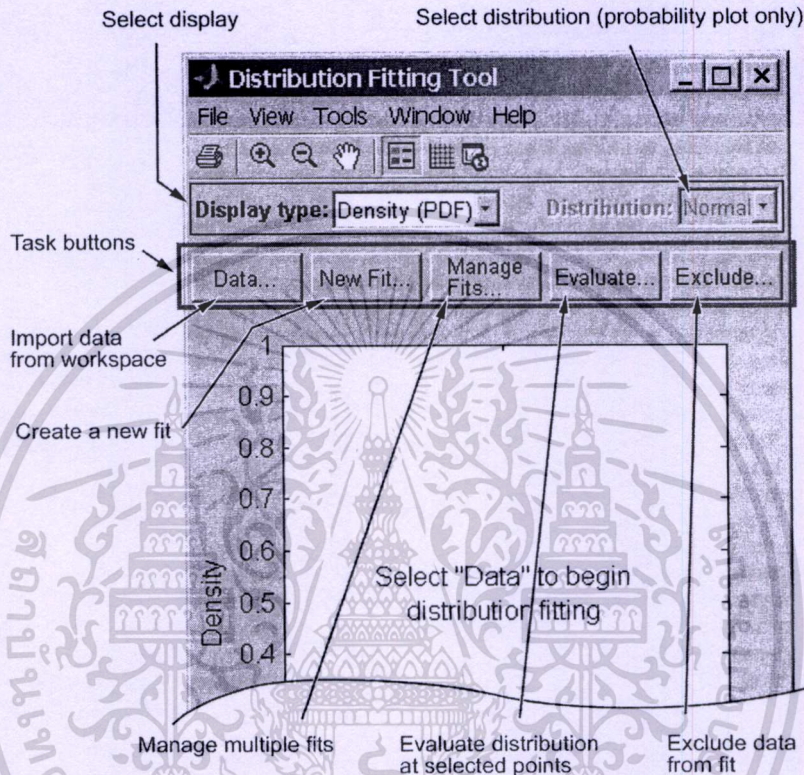 Select display
Select distribution (probability plot only)
Distribution Fitting Tool
File View Tools Window Help
Display type: Density (PDF) Distribution: Normal
Task buttons
Data... New Fit... Manage Fits... Evaluate... Exclude...
Import data
from workspace
Create a new fit
1
0.9
0.8
0.7
0.6
0.5
0.4
Density
Select "Data" to begin
distribution fitting
Manage multiple fits
Evaluate distribution
at selected points
Exclude data
from fit